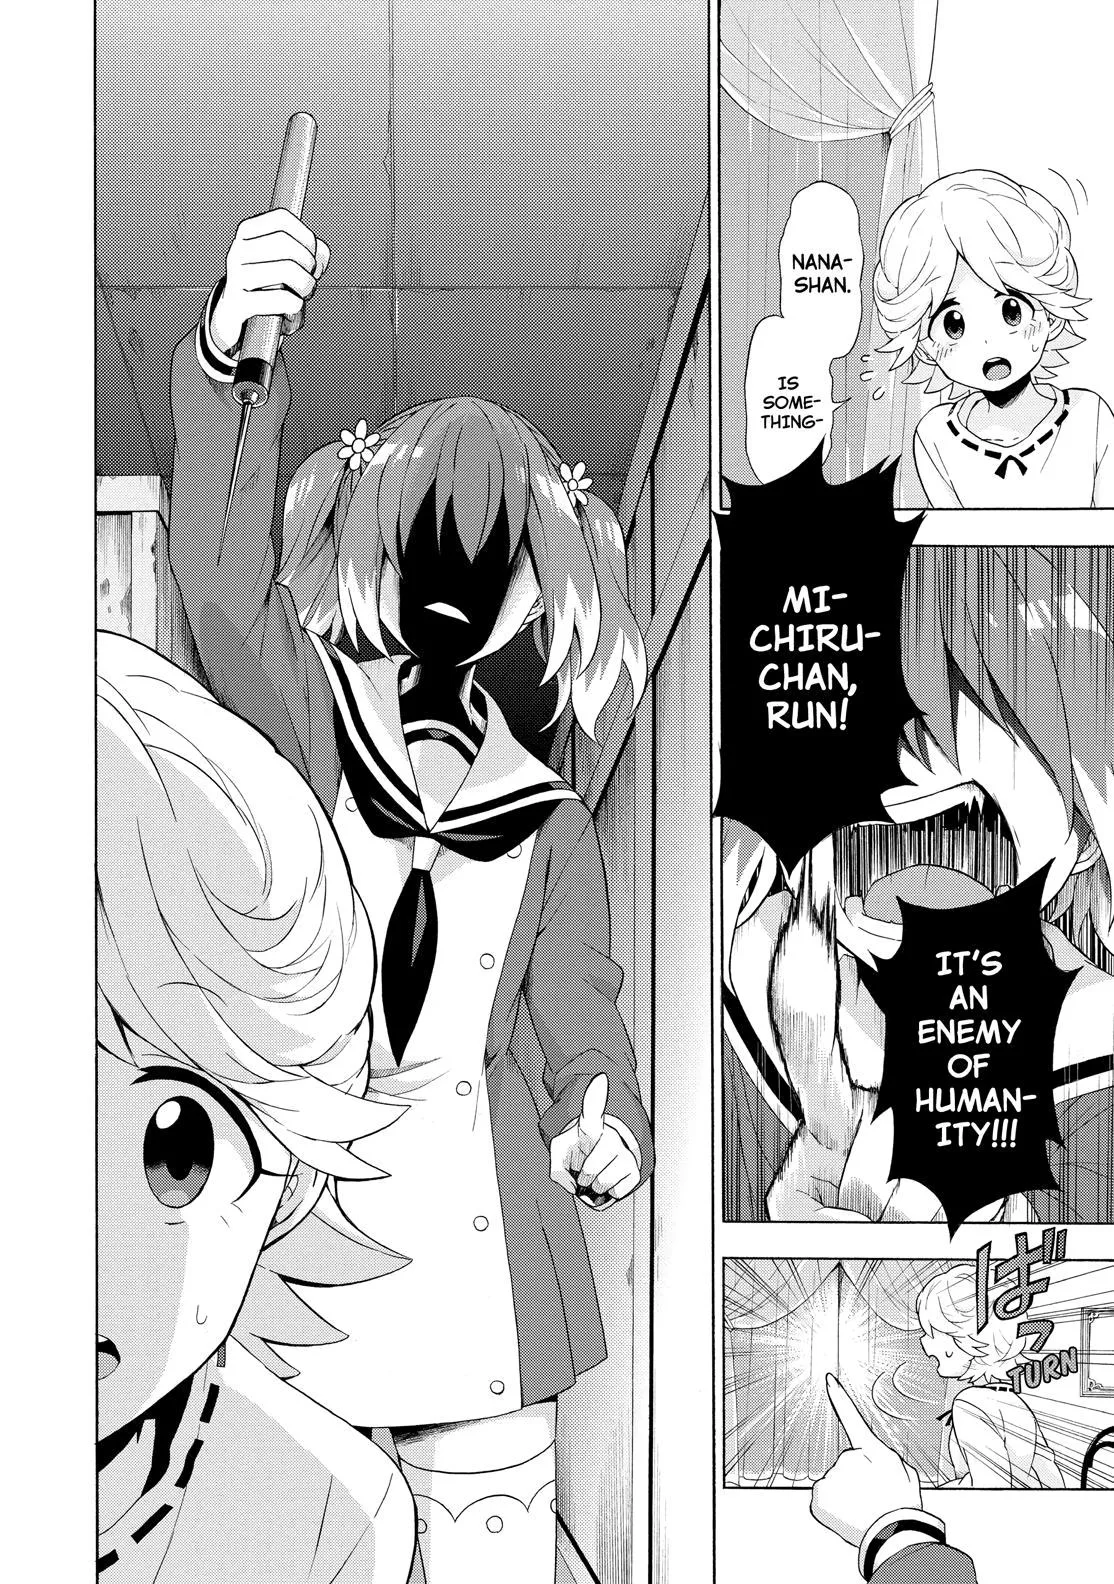 NANA-
SHAN.
IS
SOME-
THING-
MI-
CHIRU-
CHAN,
RUN!
IT'S
AN
ENEMY
OF
HUMAN-
ITY!!!
ばっ
TURN